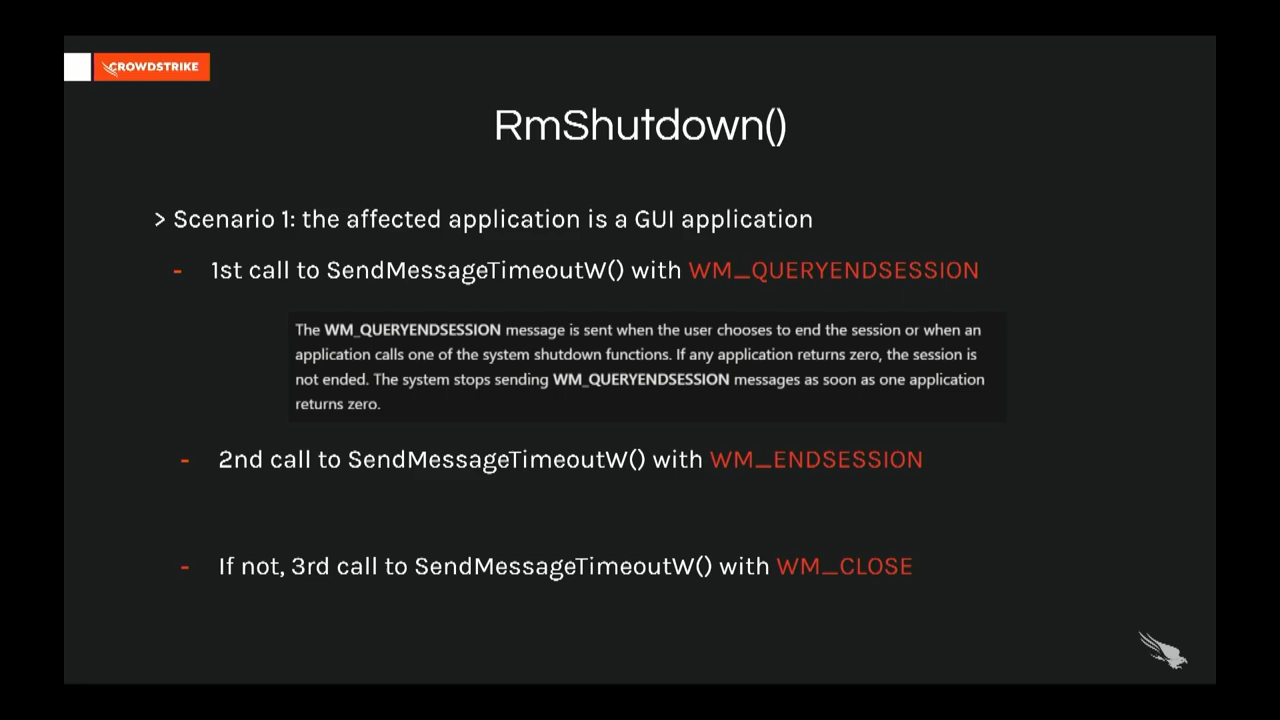 CROWDSTRIKE
RmShutdown()
> Scenario 1: the affected application is a GUI application
- 1st call to SendMessageTimeoutW() with WM_QUERYENDSESSION
The WM_QUERYENDSESSION message is sent when the user chooses to end the session or when an
application calls one of the system shutdown functions. If any application returns zero, the session is
not ended. The system stops sending WM_QUERYENDSESSION messages as soon as one application
returns zero.
- 2nd call to SendMessageTimeoutW() with WM_ENDSESSION
- If not, 3rd call to SendMessageTimeoutW() with WM_CLOSE